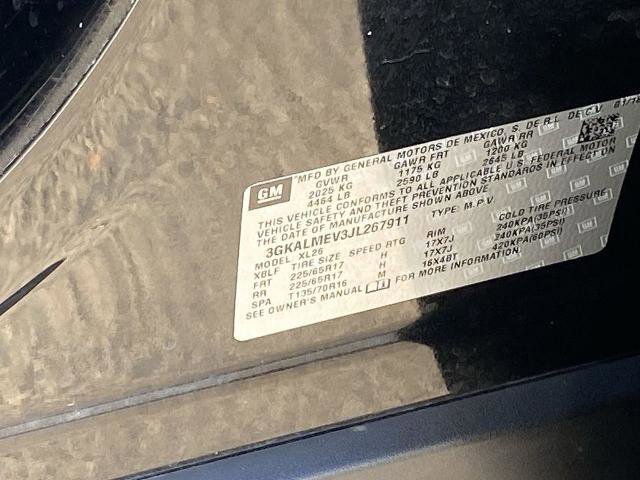 GM
*MFD BY GENERAL MOTORS DE MEXICO, S. DE R.L. DE C.V. 01/18
GVWR GAWR FRT GAWR RR
2025 KG 1175 KG 1200 KG
4464 LB 2590 LB 2645 LB
THIS VEHICLE CONFORMS TO ALL APPLICABLE U.S. FEDERAL MOTOR
VEHICLE SAFETY AND THEFT PREVENTION STANDARDS IN EFFECT ON
THE DATE OF MANUFACTURE SHOWN ABOVE.
3GKALMEV3JL267911 TYPE: M.P.V.
MODEL: XL26
XBLF TIRE SIZE SPEED RTG RIM COLD TIRE PRESSURE
FRT 225/65R17 H 17X7J 240KPA(35PSI)
RR 225/65R17 H 17X7J 240KPA(35PSI)
SPA T135/70R16 M 16X4BT 420KPA(60PSI)
SEE OWNER'S MANUAL FOR MORE INFORMATION.